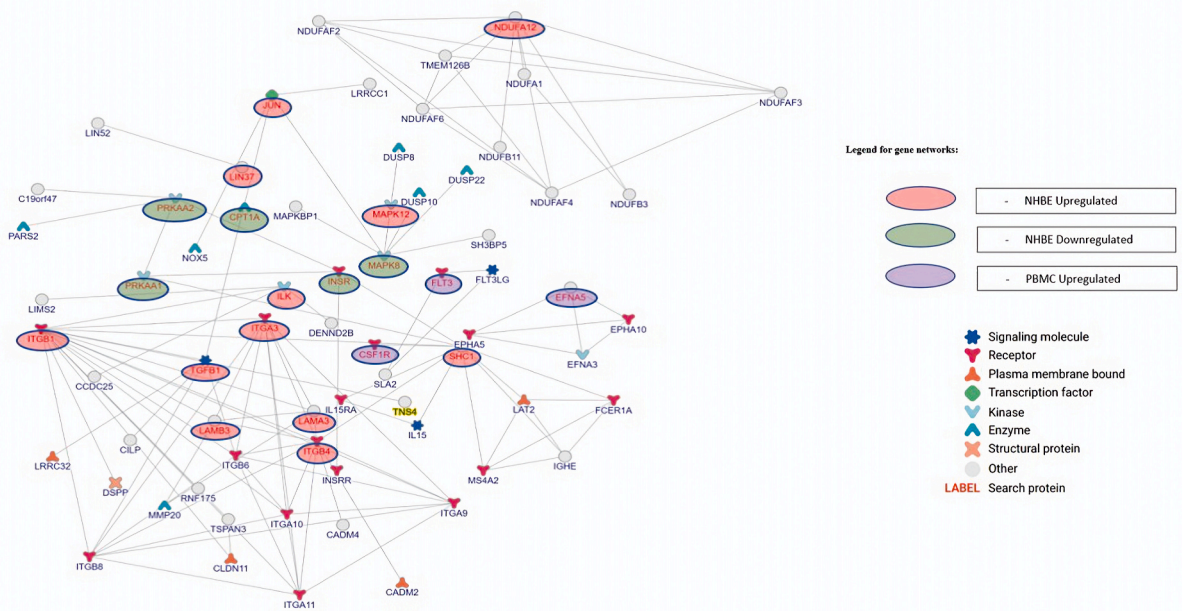 NDUFAF2
NDUFA12
TMEM126B
NDUFA1
LRRCC1
NDUFAF3
JUN
NDUFAF6
LIN52
NDUFB11
DUSP8
LIN37
DUSP22
C19orf47
PRKAA2
CPT1A
MAPKBP1
DUSP10
MAPK12
NDUFAF4
NDUFB3
PARS2
NOX5
SH3BP5
MAPK8
PRKAA1
INSR
FLT3
FLT3LG
ILK
EFNA5
LIMS2
ITGB1
ITGA3
DENND2B
EPHA5
EPHA10
CSF1R
SHC1
EFNA3
TGFB1
CCDC25
SLA2
IL15RA
TNS4
LAT2
FCER1A
LAMB3
LAMA3
IL15
CILP
ITGB4
LRRC32
ITGB6
INSRR
MS4A2
IGHE
DSPP
RNF175
MMP20
ITGA9
TSPAN3
ITGA10
CADM4
ITGB8
CLDN11
CADM2
ITGA11
Legend for gene networks:
- NHBE Upregulated
- NHBE Downregulated
- PBMC Upregulated
Signaling molecule
Receptor
Plasma membrane bound
Transcription factor
Kinase
Enzyme
Structural protein
Other
LABEL Search protein